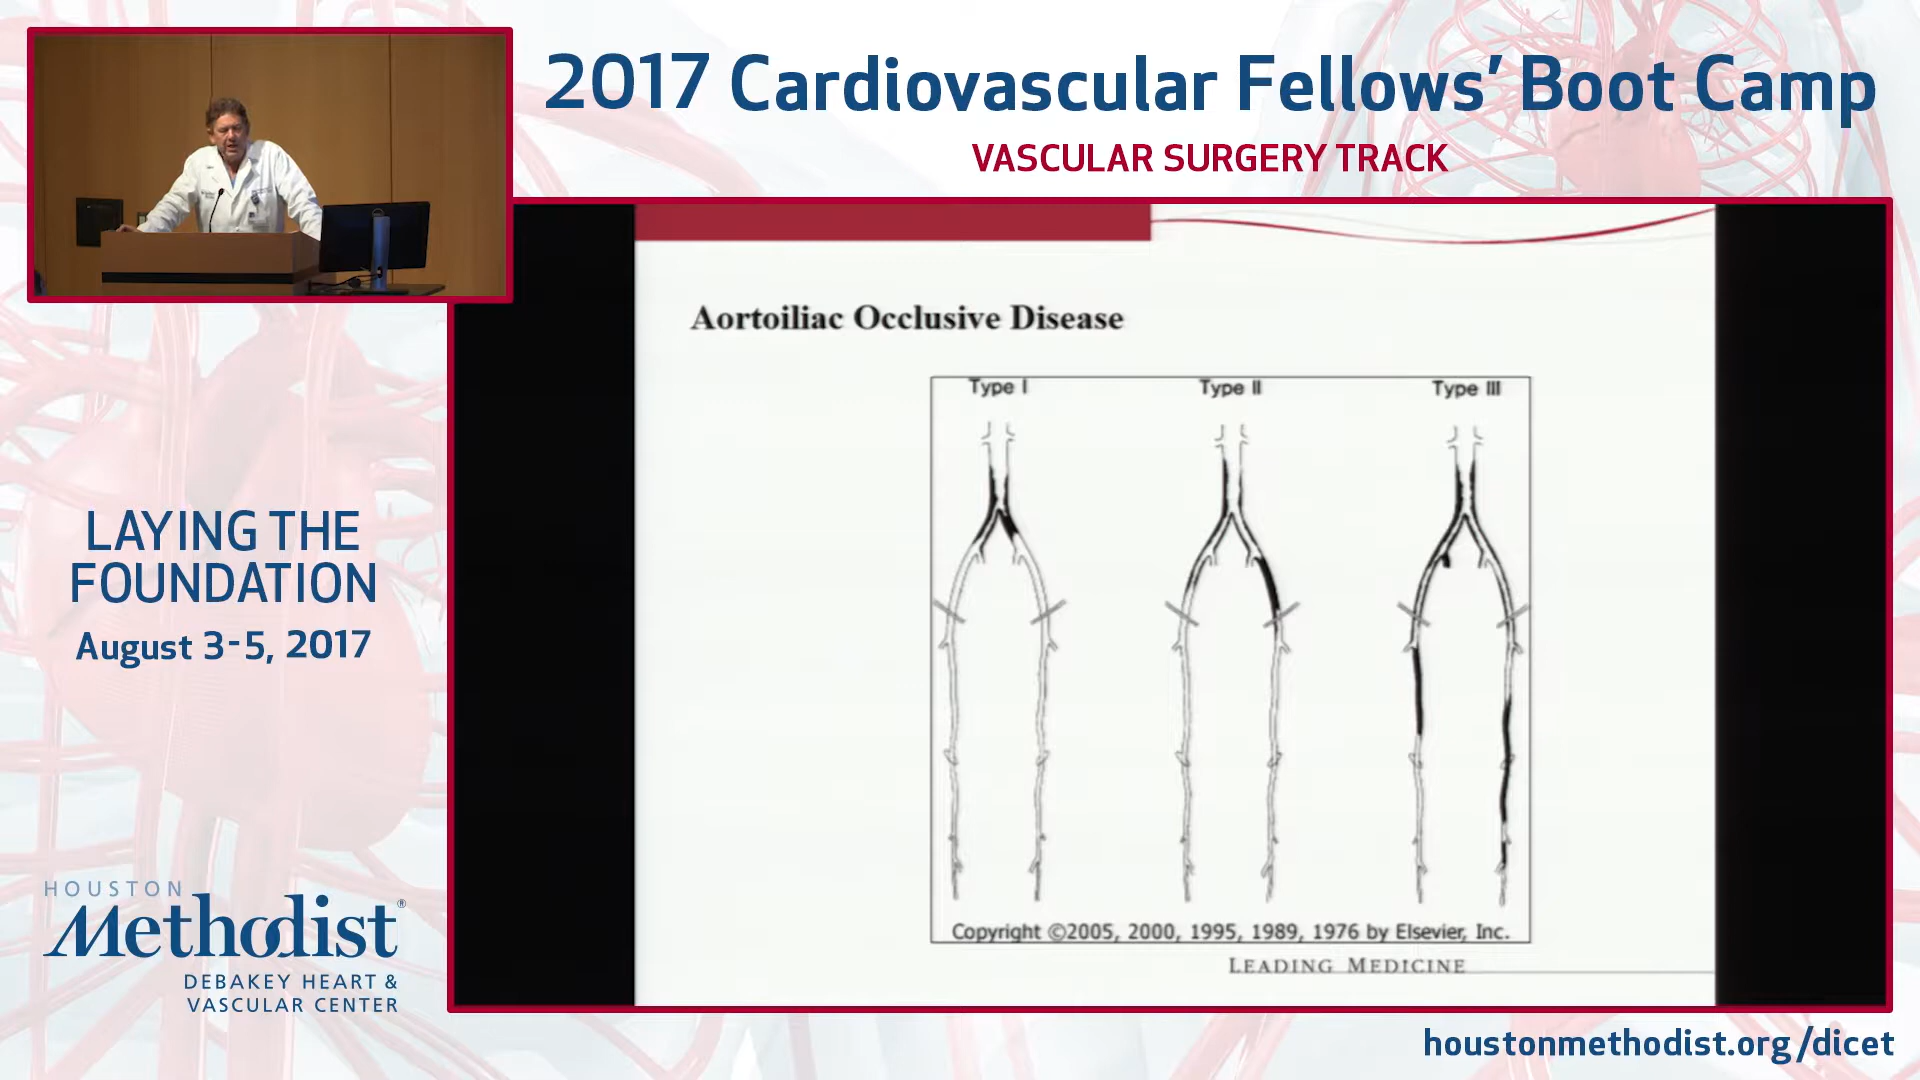 2017 Cardiovascular Fellows' Boot Camp
VASCULAR SURGERY TRACK
Aortoiliac Occlusive Disease
Type I
Type II
Type III
Copyright ©2005, 2000, 1995, 1989, 1976 by Elsevier, Inc.
LEADING MEDICINE
LAYING THE
FOUNDATION
August 3-5, 2017
HOUSTON
Methodist®
DEBAKEY HEART &
VASCULAR CENTER
houstonmethodist.org/dicet